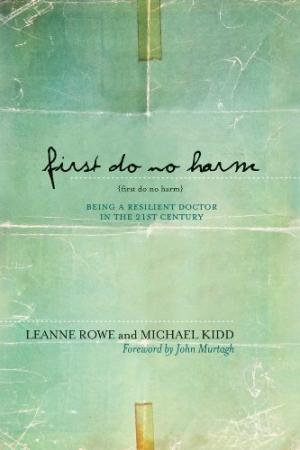 first do no harm
{first do no harm}
BEING A RESILIENT DOCTOR
IN THE 21ST CENTURY
LEANNE ROWE and MICHAEL KIDD
Foreword by John Murtagh